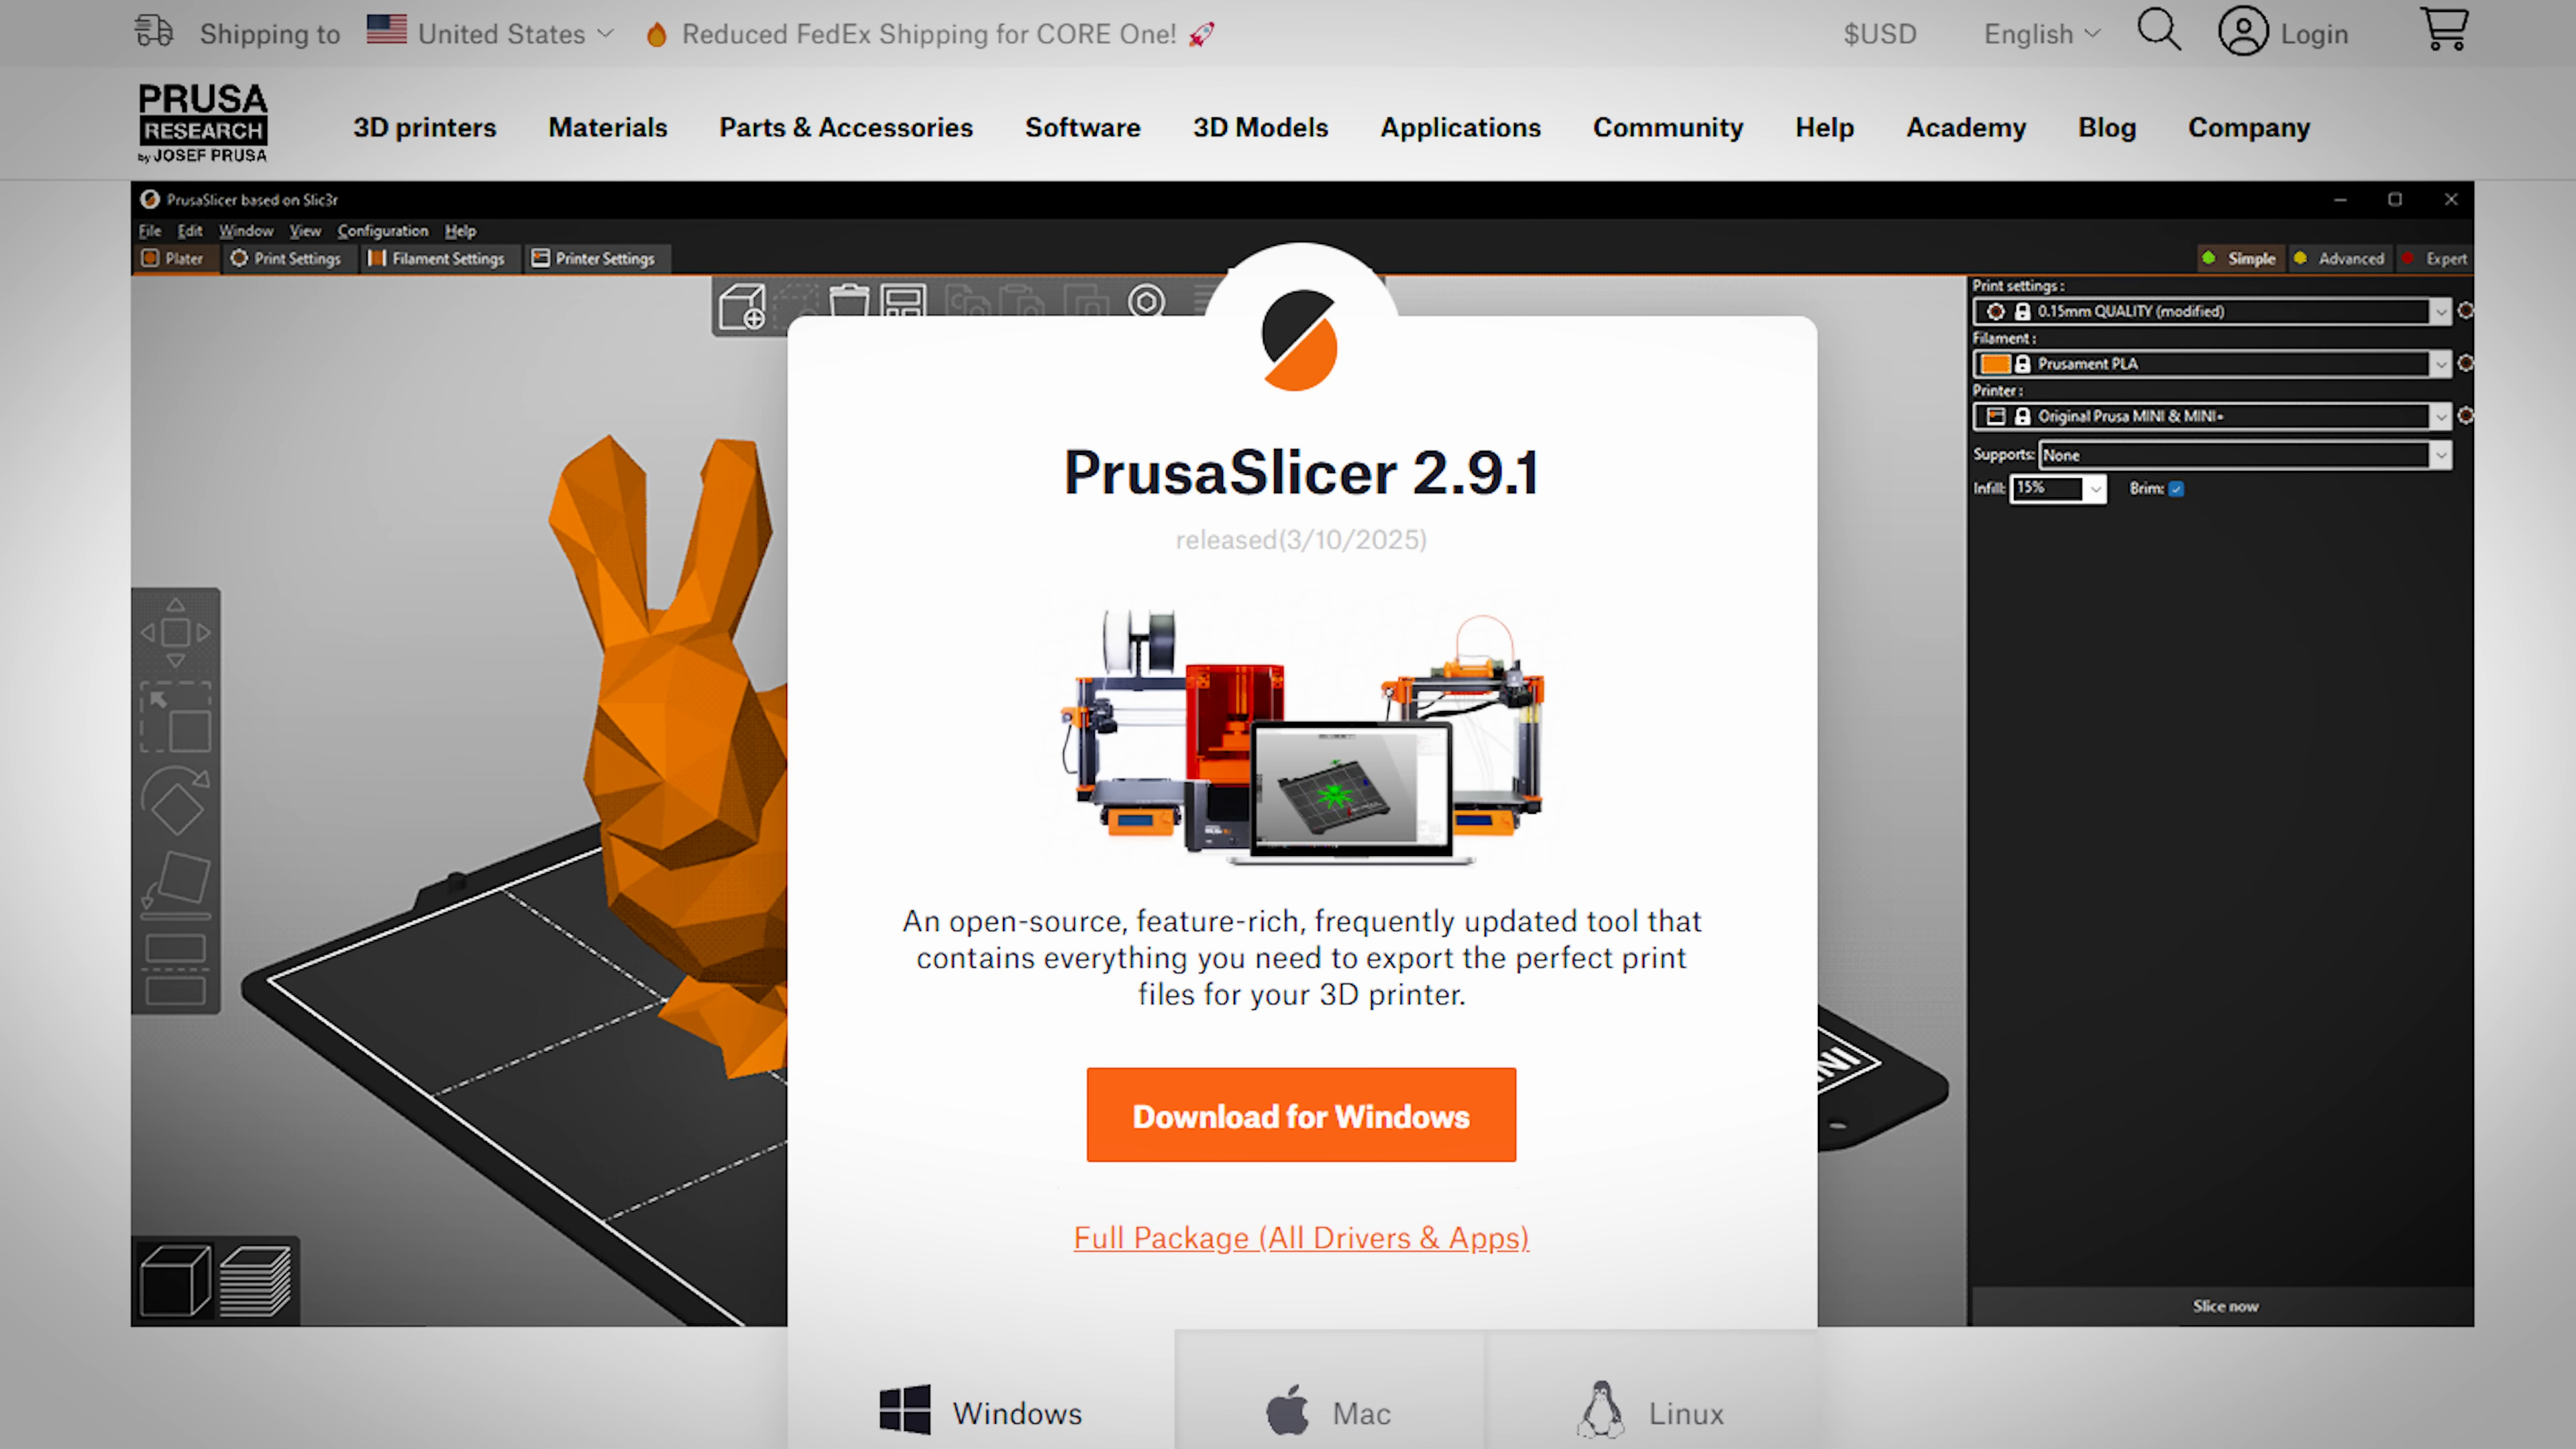 Shipping to United States Reduced FedEx Shipping for CORE One! $USD English Login
PRUSA
RESEARCH
by JOSEF PRUSA
3D printers Materials Parts & Accessories Software 3D Models Applications Community Help Academy Blog Company
PrusaSlicer based on Slic3r
File Edit Window View Configuration Help
Plater Print Settings Filament Settings Printer Settings Simple Advanced Expert
Print settings :
0.15mm QUALITY (modified)
Filament :
Prusament PLA
Printer :
Original Prusa MINI & MINI+
Supports: None
Infill: 15% Brim:
PrusaSlicer 2.9.1
released(3/10/2025)
An open-source, feature-rich, frequently updated tool that
contains everything you need to export the perfect print
files for your 3D printer.
Download for Windows
Full Package (All Drivers & Apps)
Slice now
Windows Mac Linux